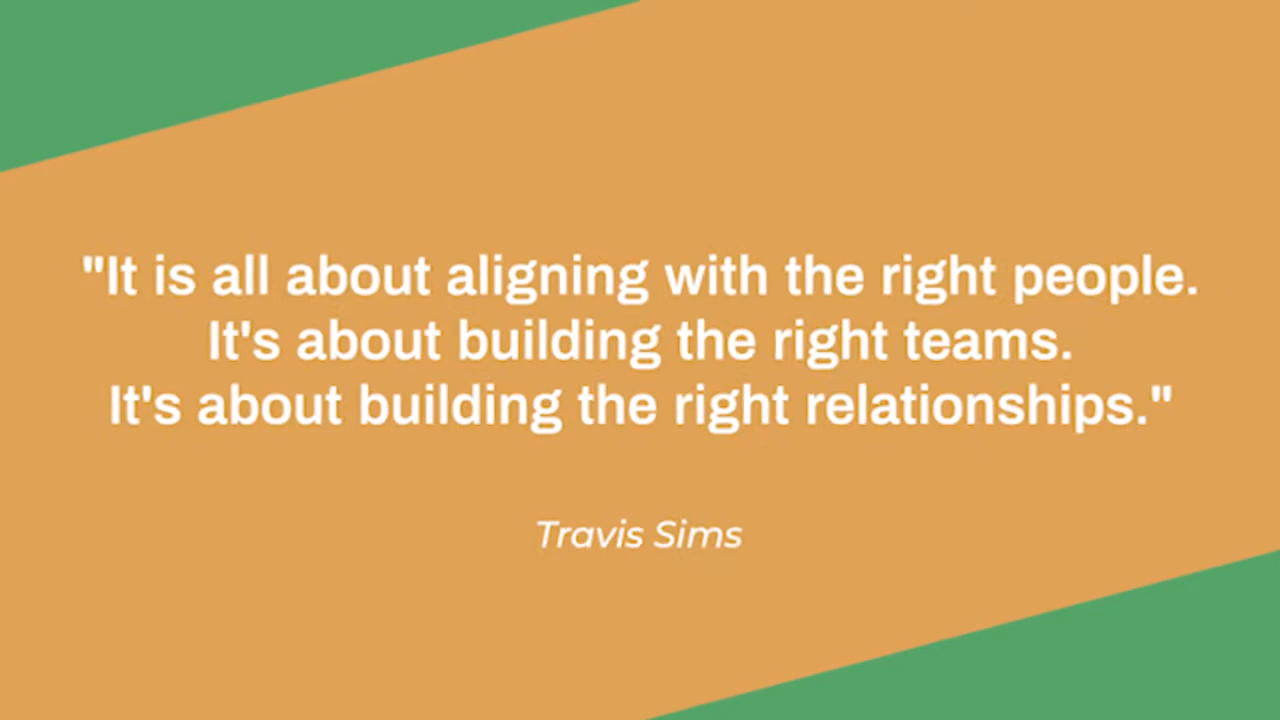 "It is all about aligning with the right people.
It's about building the right teams.
It's about building the right relationships."
Travis Sims